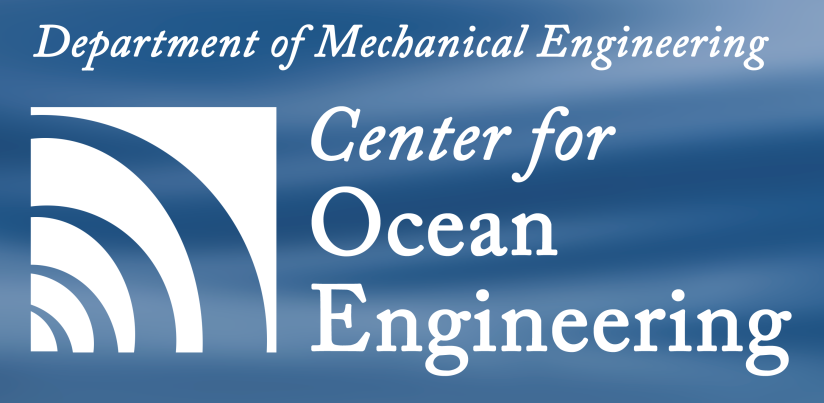 Department of Mechanical Engineering
Center for
Ocean
Engineering